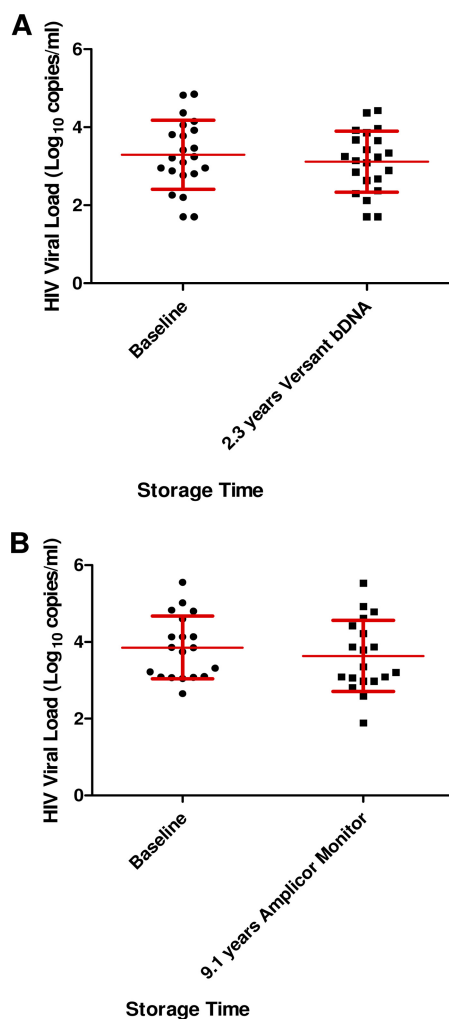 A
HIV Viral Load (Log10 copies/ml)
6
4
2
0
Baseline
2.3 years Versant bDNA
Storage Time
B
HIV Viral Load (Log10 copies/ml)
6
4
2
0
Baseline
9.1 years Amplicor Monitor
Storage Time